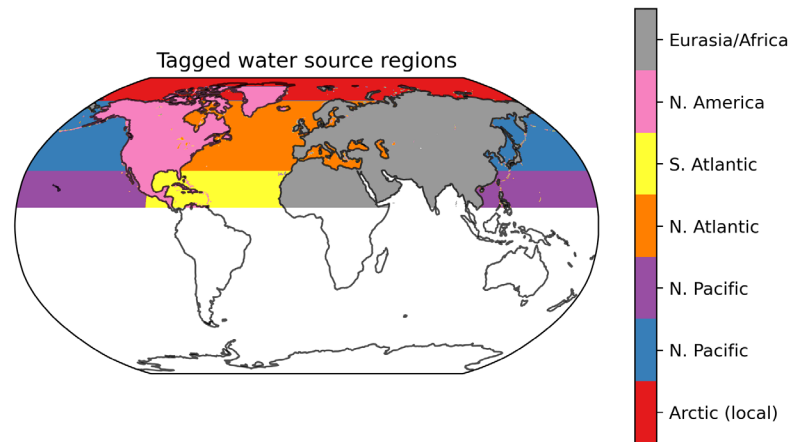 Tagged water source regions
Eurasia/Africa
N. America
S. Atlantic
N. Atlantic
N. Pacific
N. Pacific
Arctic (local)